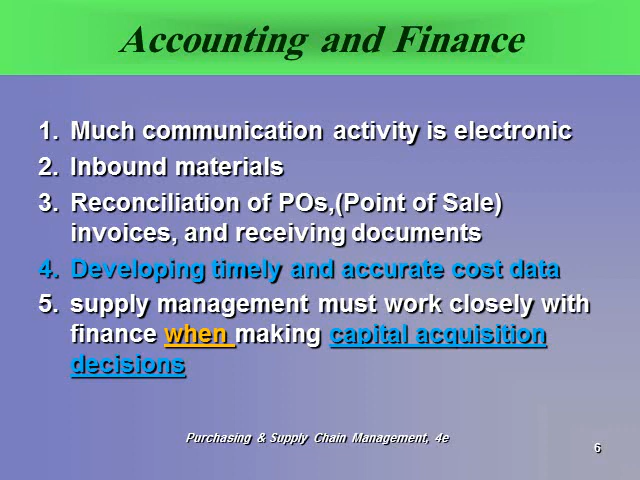 Accounting and Finance
1. Much communication activity is electronic
2. Inbound materials
3. Reconciliation of POs,(Point of Sale)
invoices, and receiving documents
4. Developing timely and accurate cost data
5. supply management must work closely with
finance when making capital acquisition
decisions
Purchasing & Supply Chain Management, 4e
6